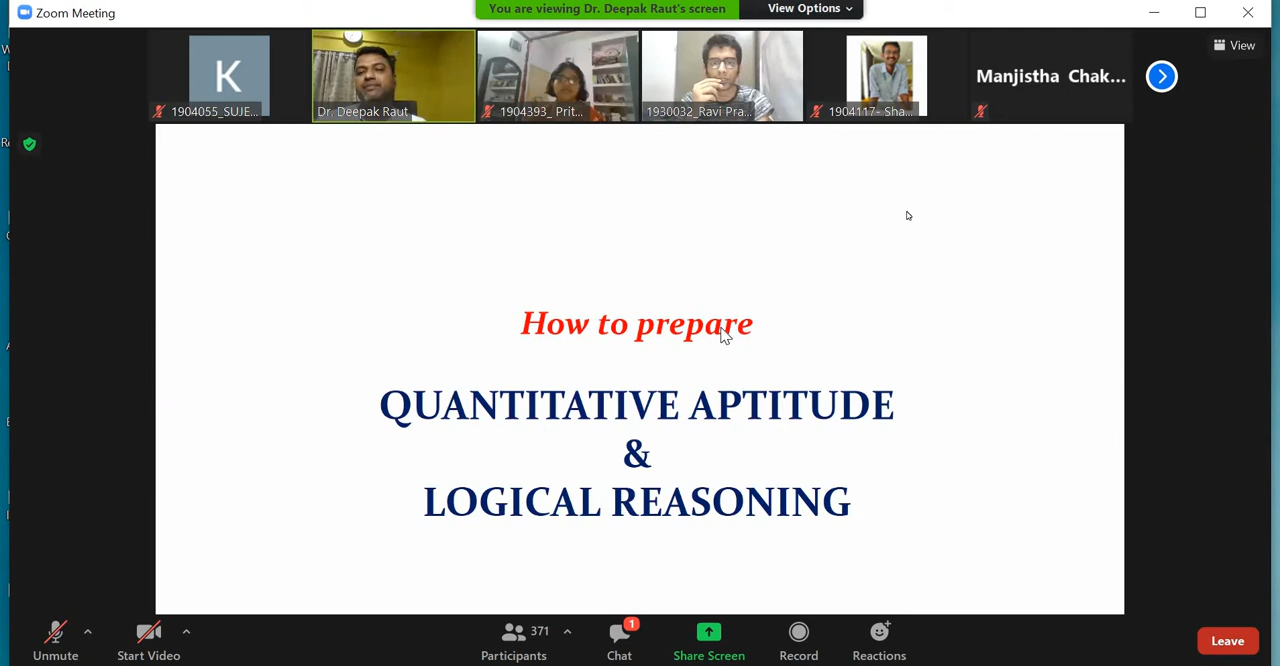 Zoom Meeting
You are viewing Dr. Deepak Raut's screen
View Options
View
K
1904055_SUJE...
Dr. Deepak Raut
1904393_ Prit...
1930032_Ravi Pra...
1904117- Sha...
Manjistha Chak...
How to prepare
QUANTITATIVE APTITUDE
&
LOGICAL REASONING
Unmute
Start Video
371
Participants
1
Chat
Share Screen
Record
Reactions
Leave